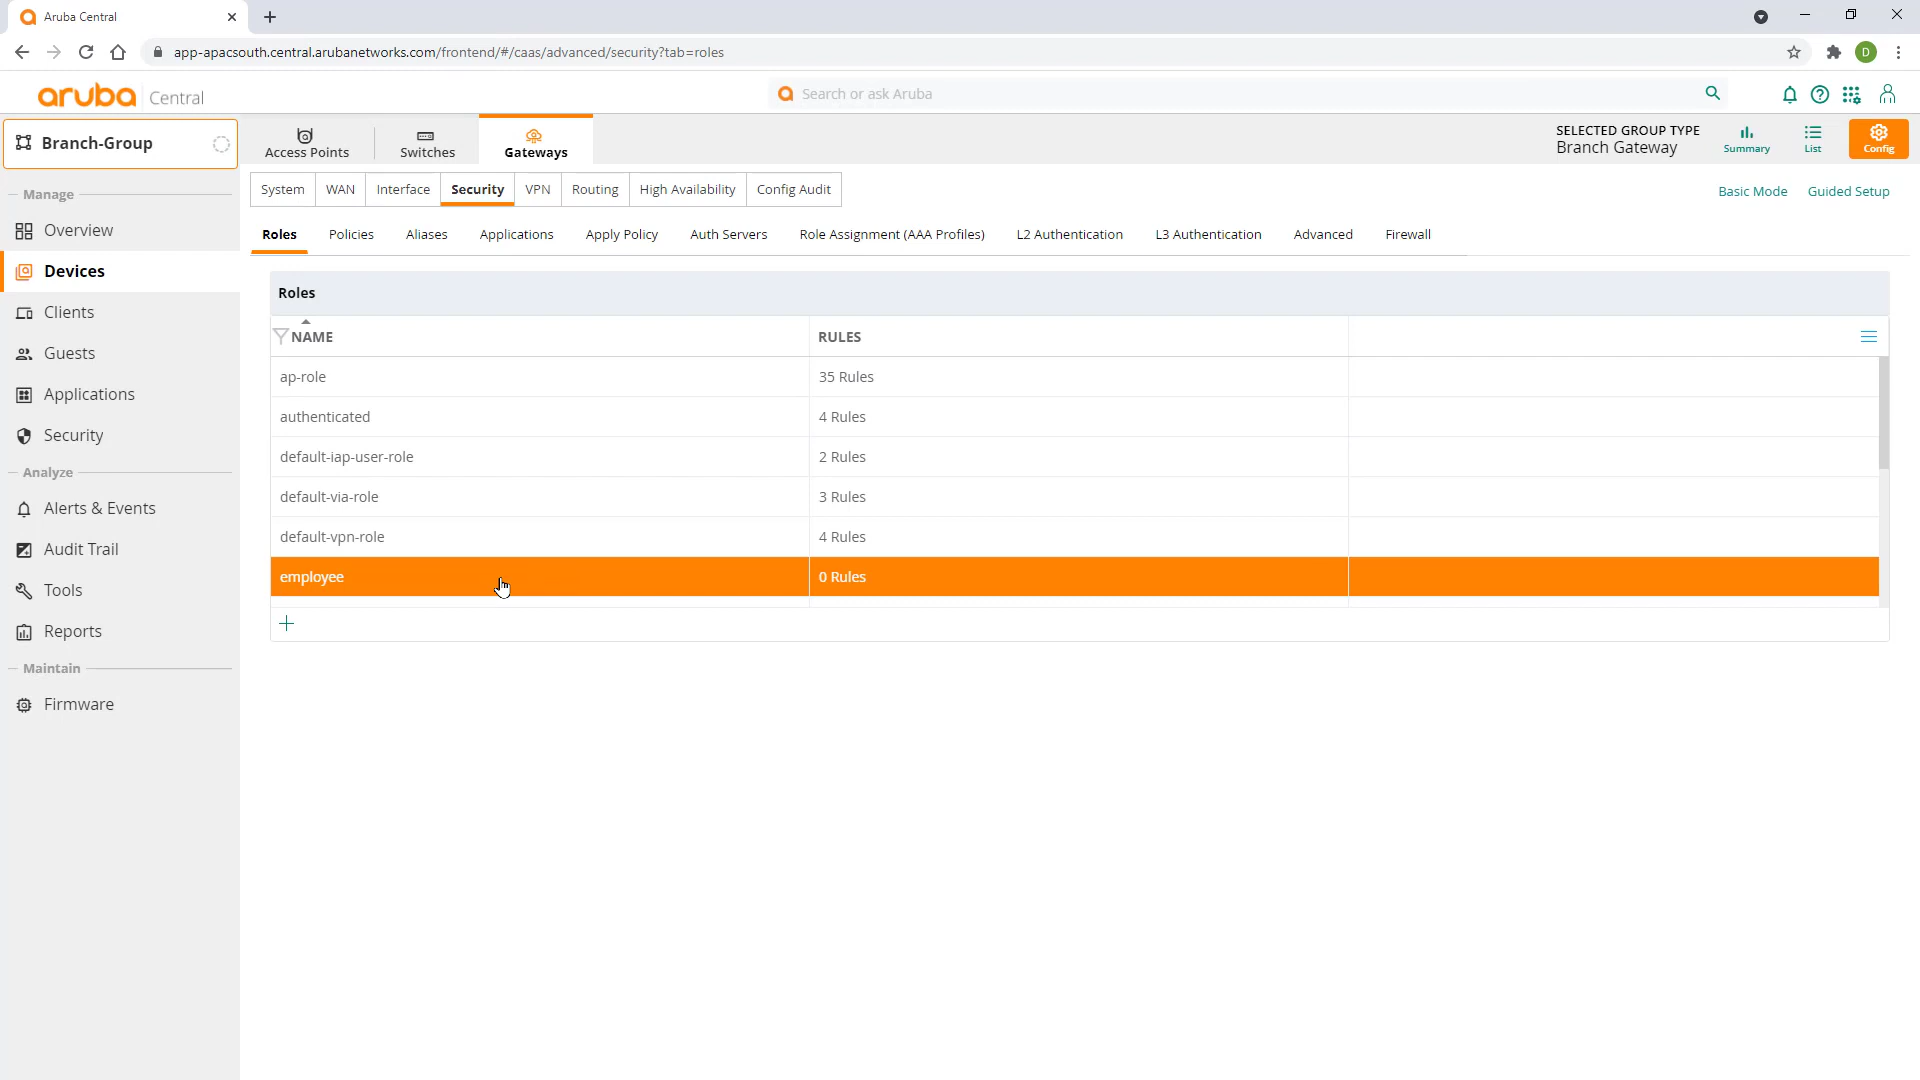 Aruba Central
app-apacsouth.central.arubanetworks.com/frontend/#/caas/advanced/security?tab=roles
D
aruba Central
Search or ask Aruba
Branch-Group
Access Points
Switches
Gateways
SELECTED GROUP TYPE
Branch Gateway
Summary
List
Config
Manage
Overview
Devices
Clients
Guests
Applications
Security
Analyze
Alerts & Events
Audit Trail
Tools
Reports
Maintain
Firmware
System WAN Interface Security VPN Routing High Availability Config Audit
Basic Mode Guided Setup
Roles Policies Aliases Applications Apply Policy Auth Servers Role Assignment (AAA Profiles) L2 Authentication L3 Authentication Advanced Firewall
Roles
NAME RULES
ap-role 35 Rules
authenticated 4 Rules
default-iap-user-role 2 Rules
default-via-role 3 Rules
default-vpn-role 4 Rules
employee 0 Rules